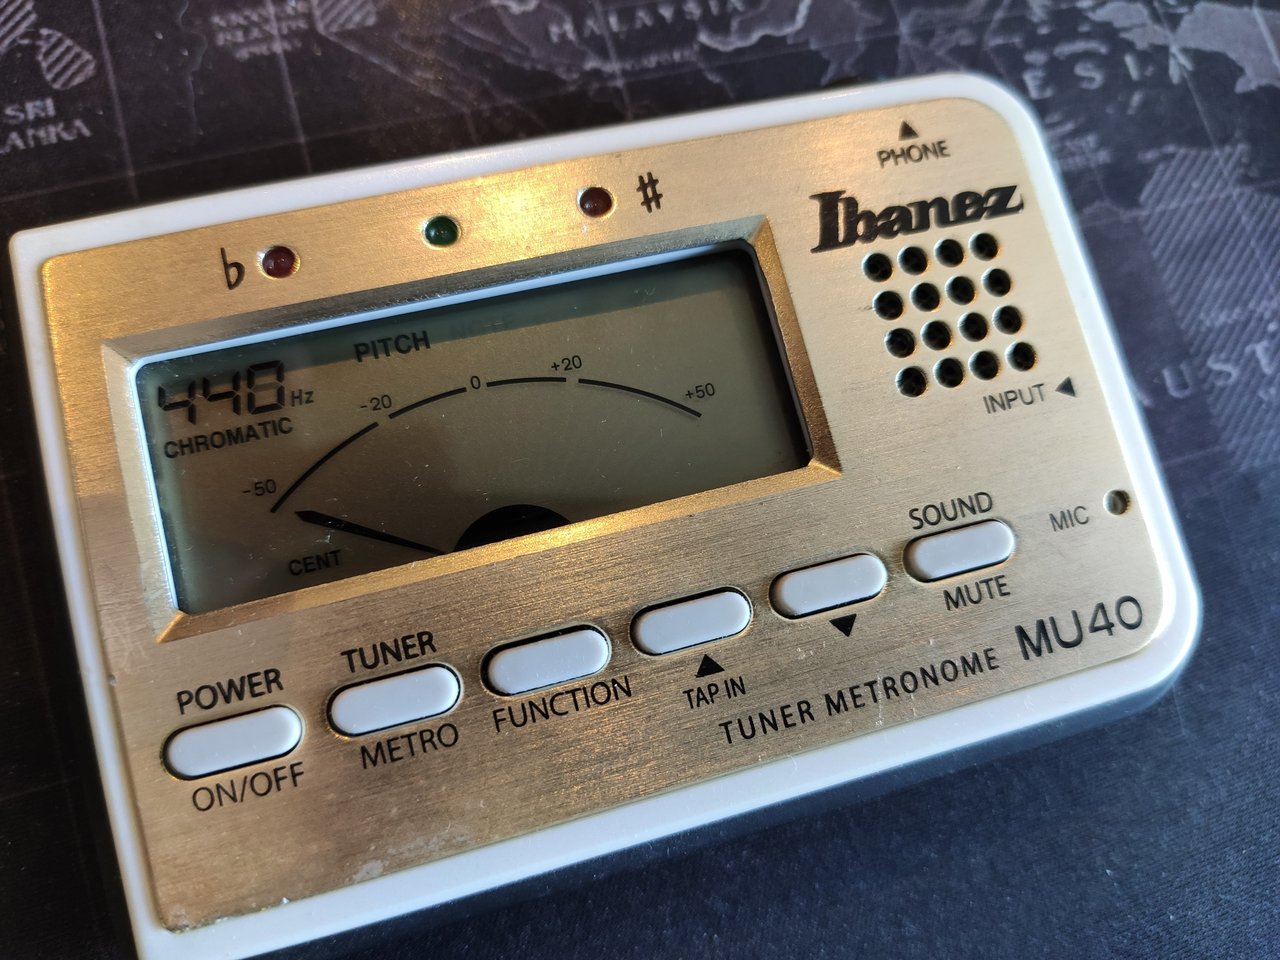 MALAYSIA
SRI
LANKA
PHONE
Ibanez
♭
♯
440 Hz
PITCH
CHROMATIC
-50
-20
0
+20
+50
CENT
INPUT
MIC
SOUND
MUTE
TAP IN
FUNCTION
TUNER
METRO
POWER
ON/OFF
TUNER METRONOME MU40